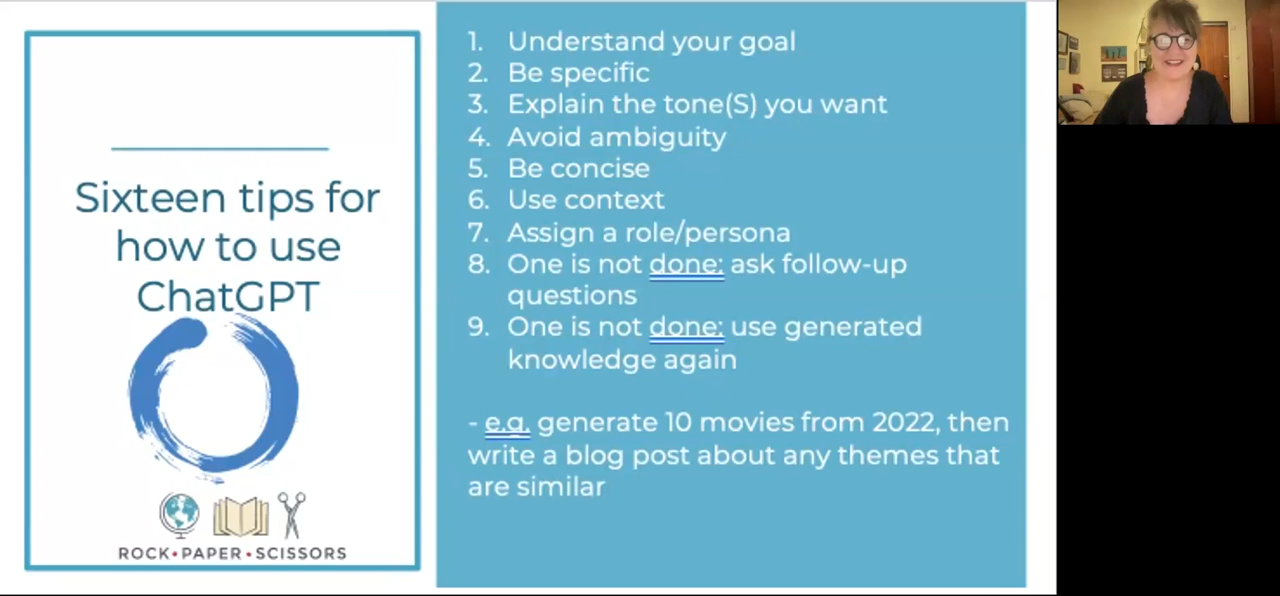 Sixteen tips for
how to use
ChatGPT
ROCK•PAPER•SCISSORS
1. Understand your goal
2. Be specific
3. Explain the tone(S) you want
4. Avoid ambiguity
5. Be concise
6. Use context
7. Assign a role/persona
8. One is not done: ask follow-up
questions
9. One is not done: use generated
knowledge again
- e.g. generate 10 movies from 2022, then
write a blog post about any themes that
are similar